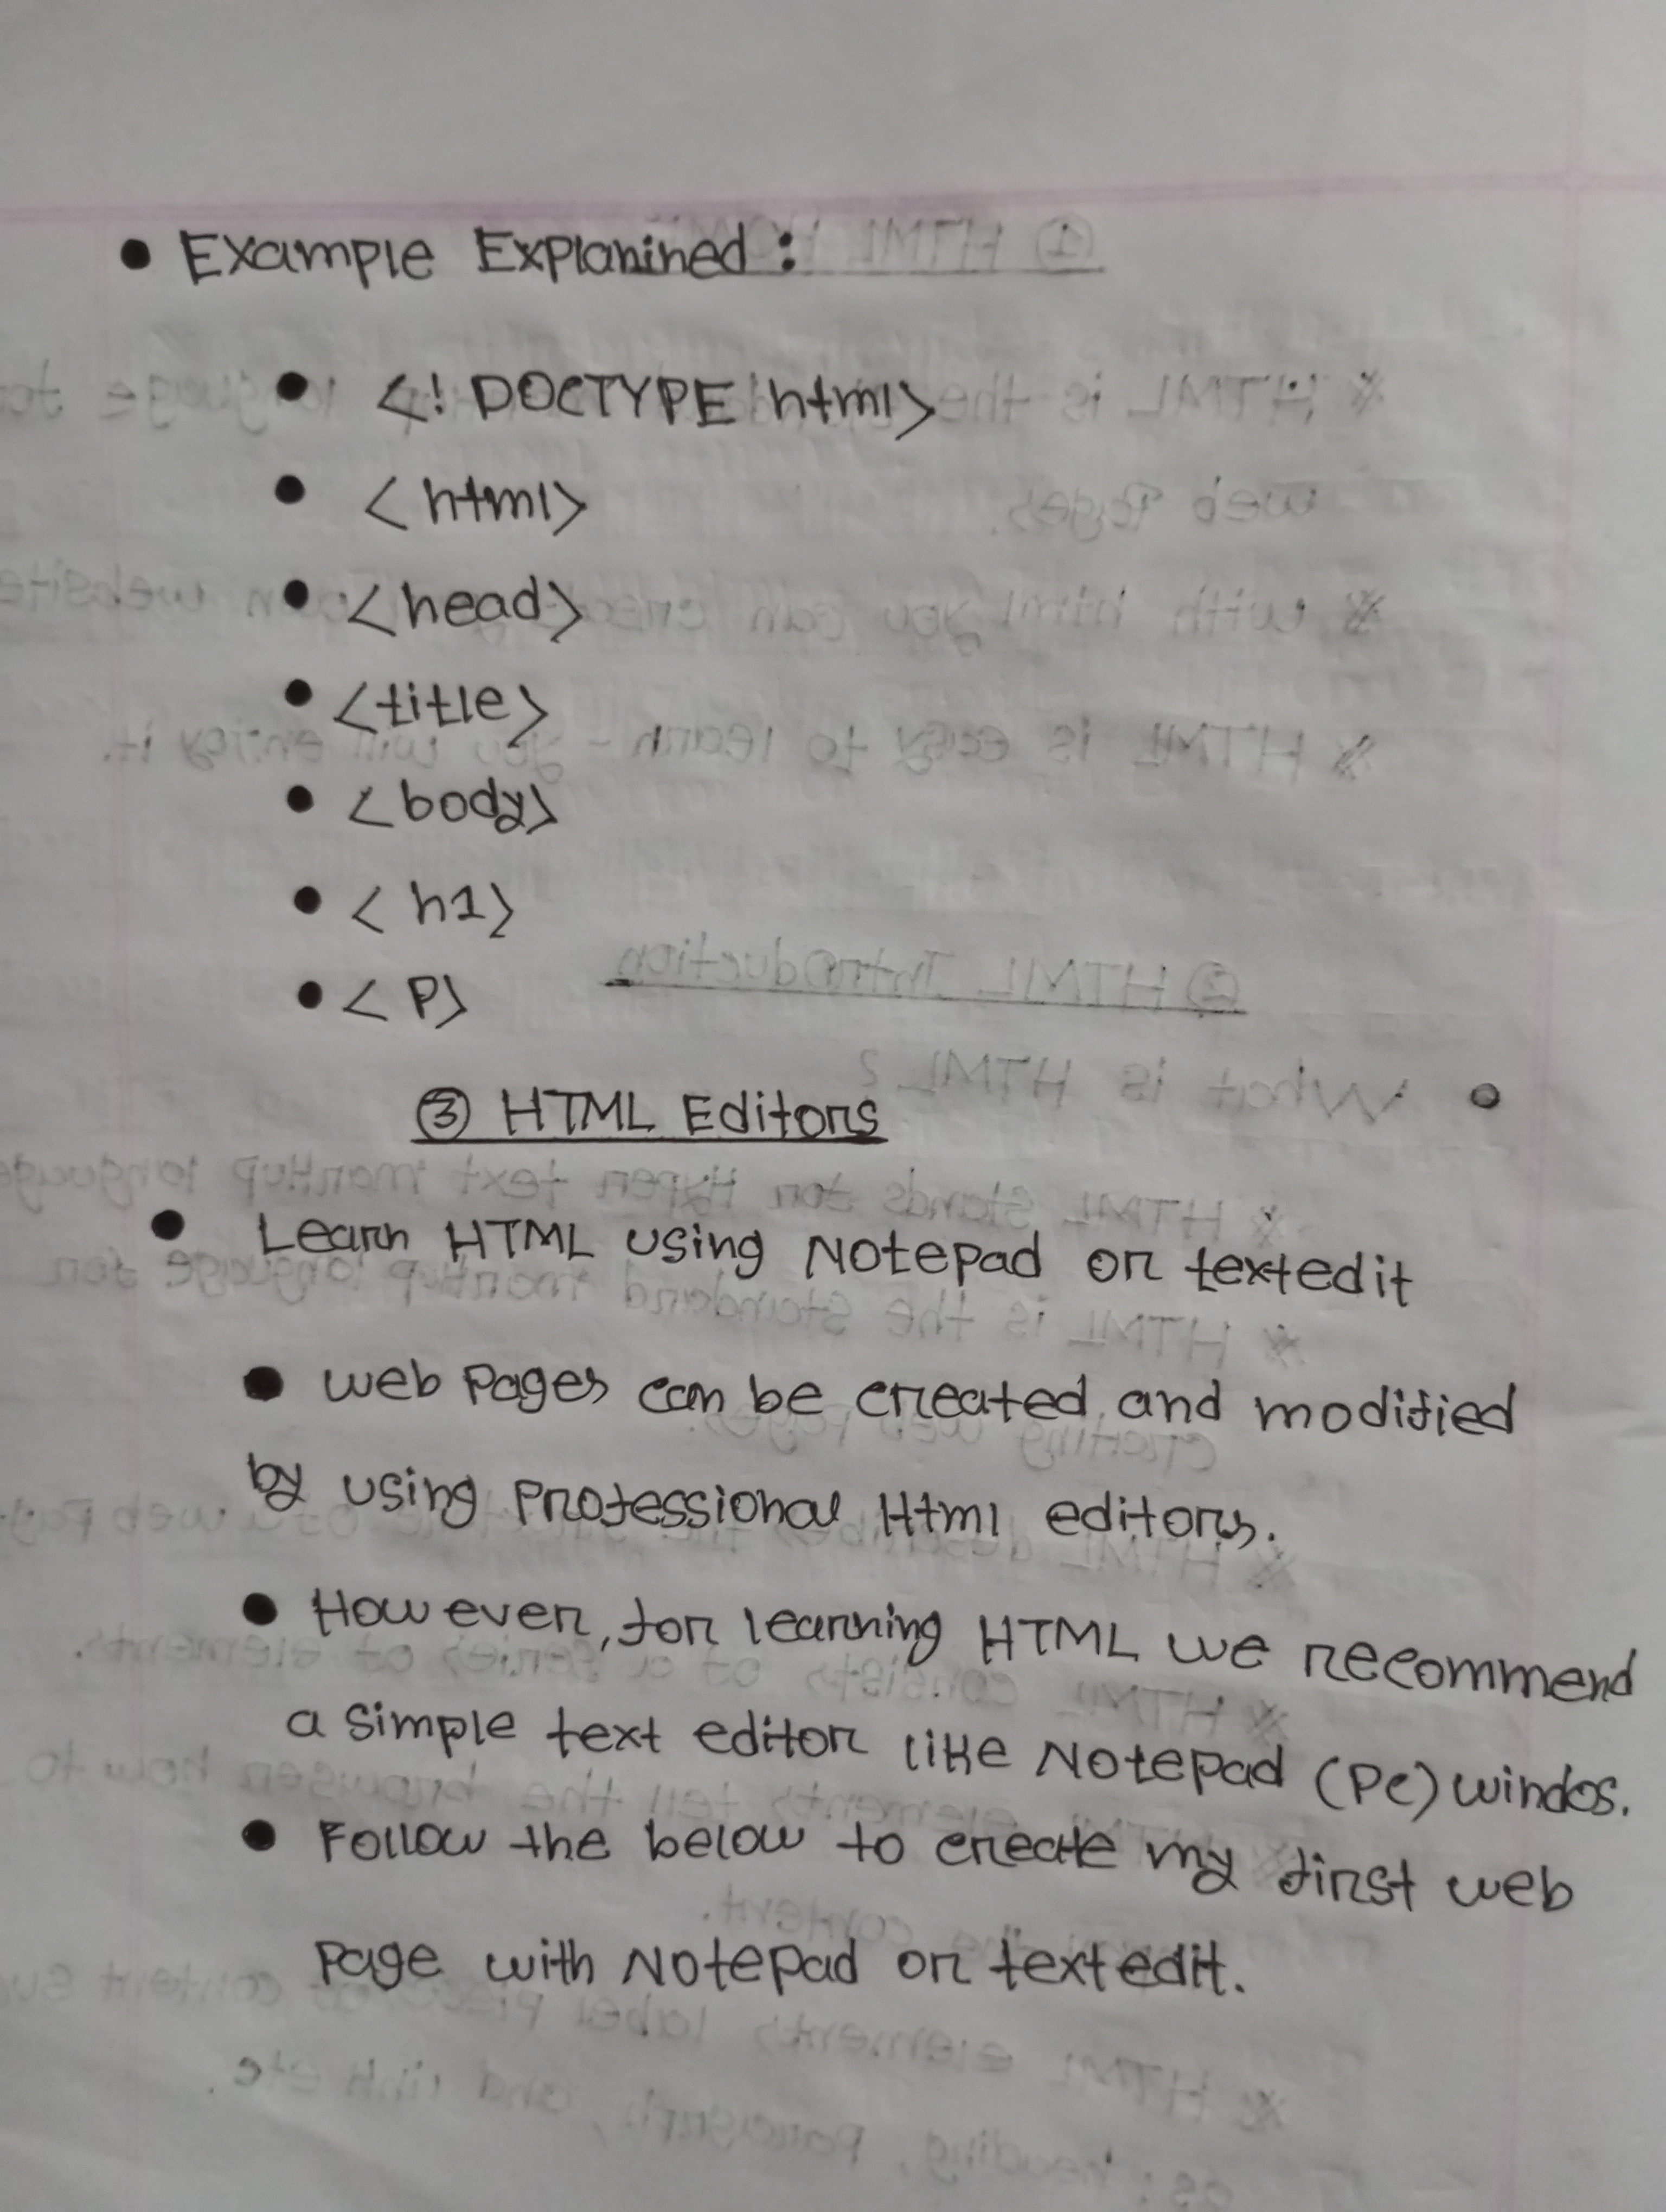 • Example Explanined :
• <! DOCTYPE html>
• < html>
• <head>
• <title>
• <body>
• < h1>
• < P>
③ HTML Editors
• Learn HTML using Notepad or textedit
• web Pages can be created and modified
by using Professional Html editors.
• However, for learning HTML we recommend
a simple text editor like Notepad (Pc) windos.
• Follow the below to create my first web
Page with Notepad or textedit.